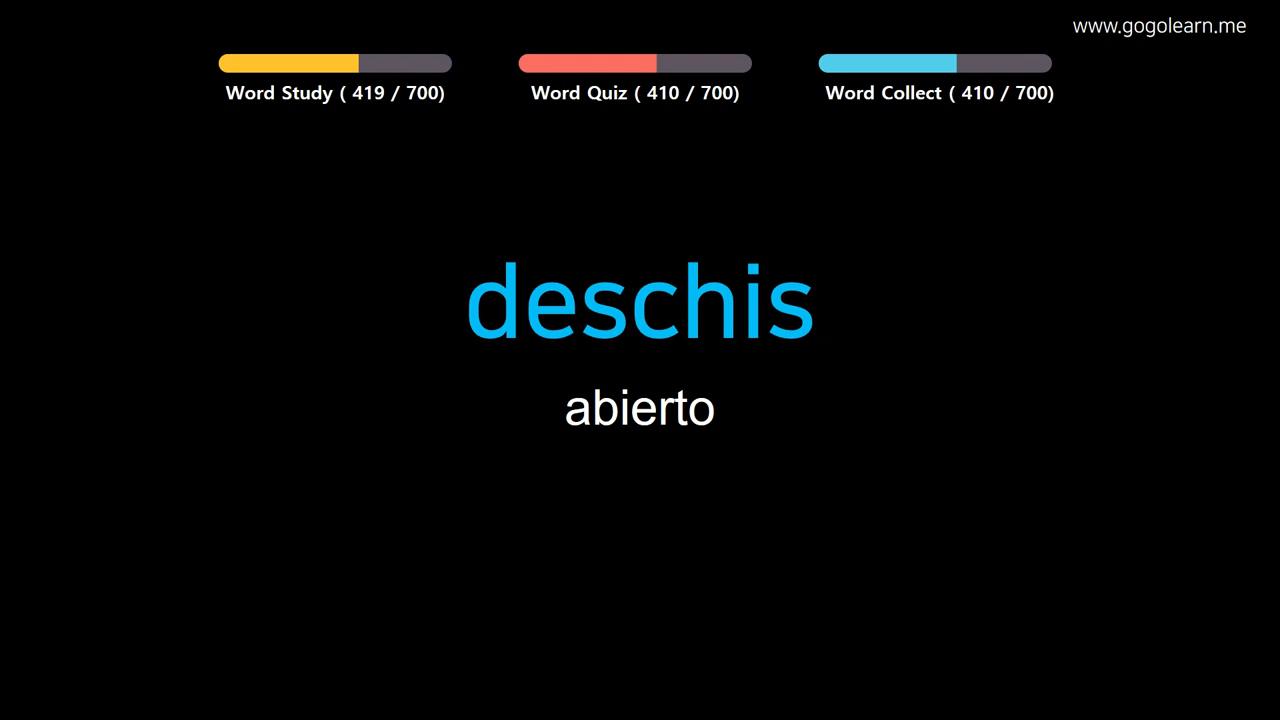 www.gogolearn.me
Word Study ( 419 / 700)
Word Quiz ( 410 / 700)
Word Collect ( 410 / 700)
deschis
abierto